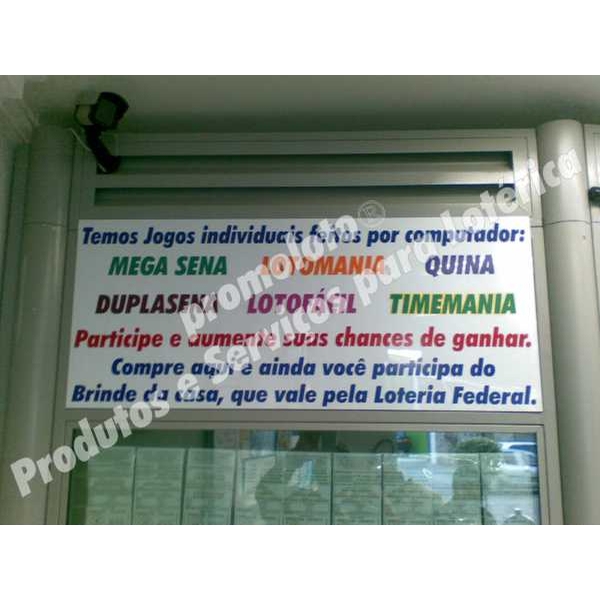 Temos Jogos individuais feitos por computador:
MEGA SENA LOTOMANIA QUINA
DUPLASENA LOTOFÁCIL TIMEMANIA
Participe e aumente suas chances de ganhar.
Compre aqui e ainda você participa do
Brinde da casa, que vale pela Loteria Federal.
promoloto®
Produtos e Serviços para Lotérica